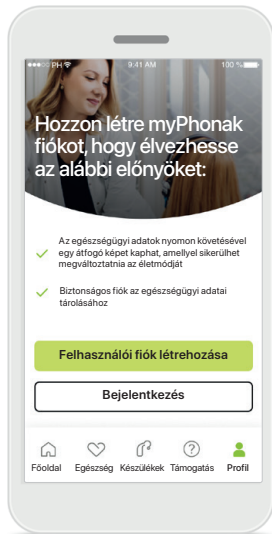 PH 9:41 AM 100 %
Hozzon létre myPhonak
fiókot, hogy élvezhesse
az alábbi előnyöket:
Az egészségügyi adatok nyomon követésével
egy átfogó képet kaphat, amellyel sikerülhet
megváltoztatnia az életmódját
Biztonságos fiók az egészségügyi adatai
tárolásához
Felhasználói fiók létrehozása
Bejelentkezés
Főoldal Egészség Készülékek Támogatás Profil